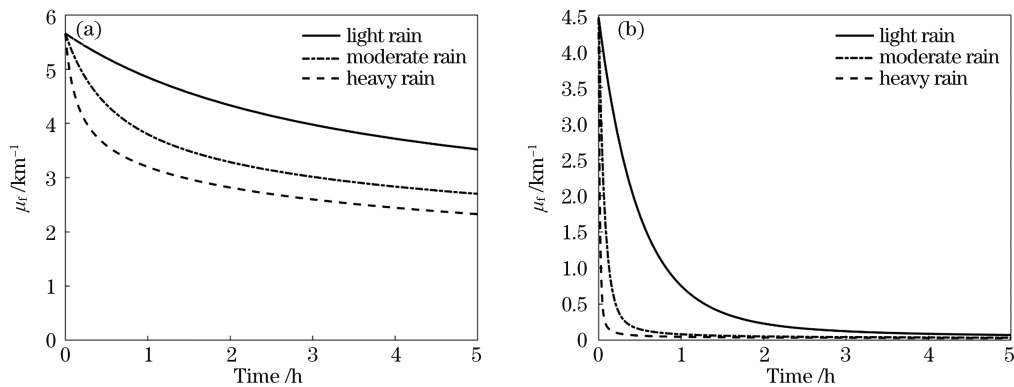 (a)
light rain
moderate rain
heavy rain
6
5
4
3
2
1
0
μf /km−1
0 1 2 3 4 5
Time /h
(b)
light rain
moderate rain
heavy rain
4.5
4.0
3.5
3.0
2.5
2.0
1.5
1.0
0.5
0
μf /km−1
0 1 2 3 4 5
Time /h